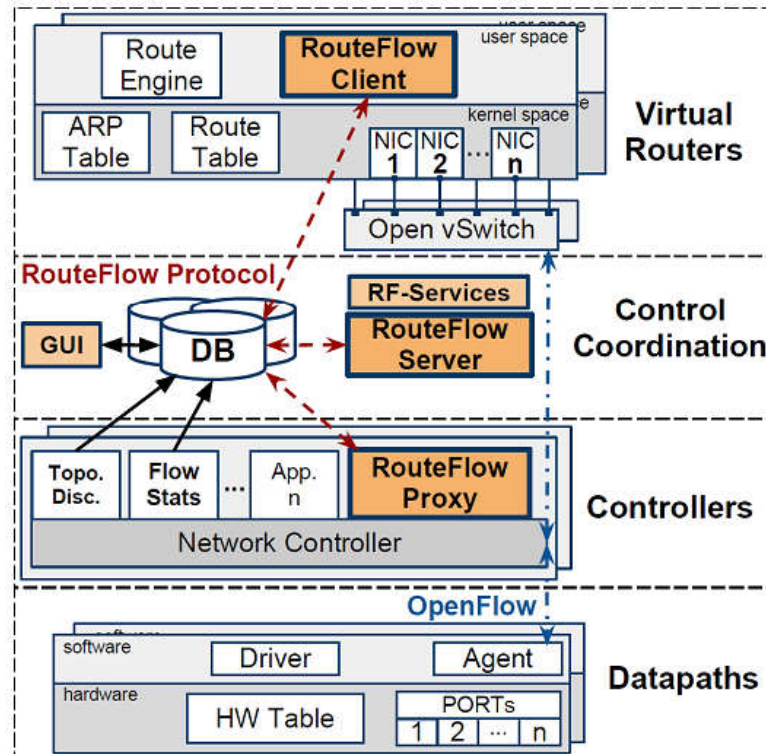 user space
user space
Route
Engine
RouteFlow
Client
kernel space
ARP
Table
Route
Table
NIC
1
NIC
2
...
NIC
n
Virtual
Routers
Open vSwitch
RouteFlow Protocol
RF-Services
RouteFlow
Server
GUI
DB
Control
Coordination
Topo.
Disc.
Flow
Stats
...
App.
n
RouteFlow
Proxy
Network Controller
Controllers
OpenFlow
software
Driver
Agent
hardware
HW Table
PORTs
1 2 ... n
Datapaths